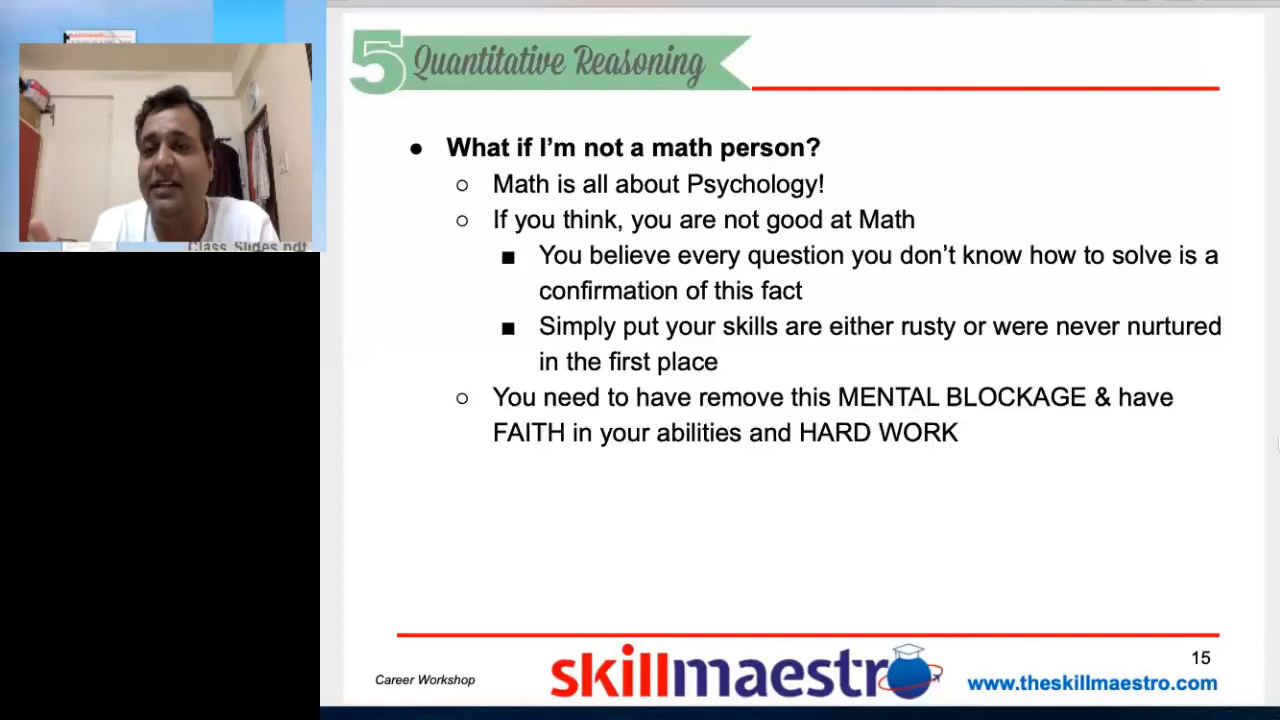 5 Quantitative Reasoning
● What if I'm not a math person?
○ Math is all about Psychology!
○ If you think, you are not good at Math
■ You believe every question you don't know how to solve is a
confirmation of this fact
■ Simply put your skills are either rusty or were never nurtured
in the first place
○ You need to have remove this MENTAL BLOCKAGE & have
FAITH in your abilities and HARD WORK
Class Slides.pdf
15
Career Workshop
skillmaestro
www.theskillmaestro.com